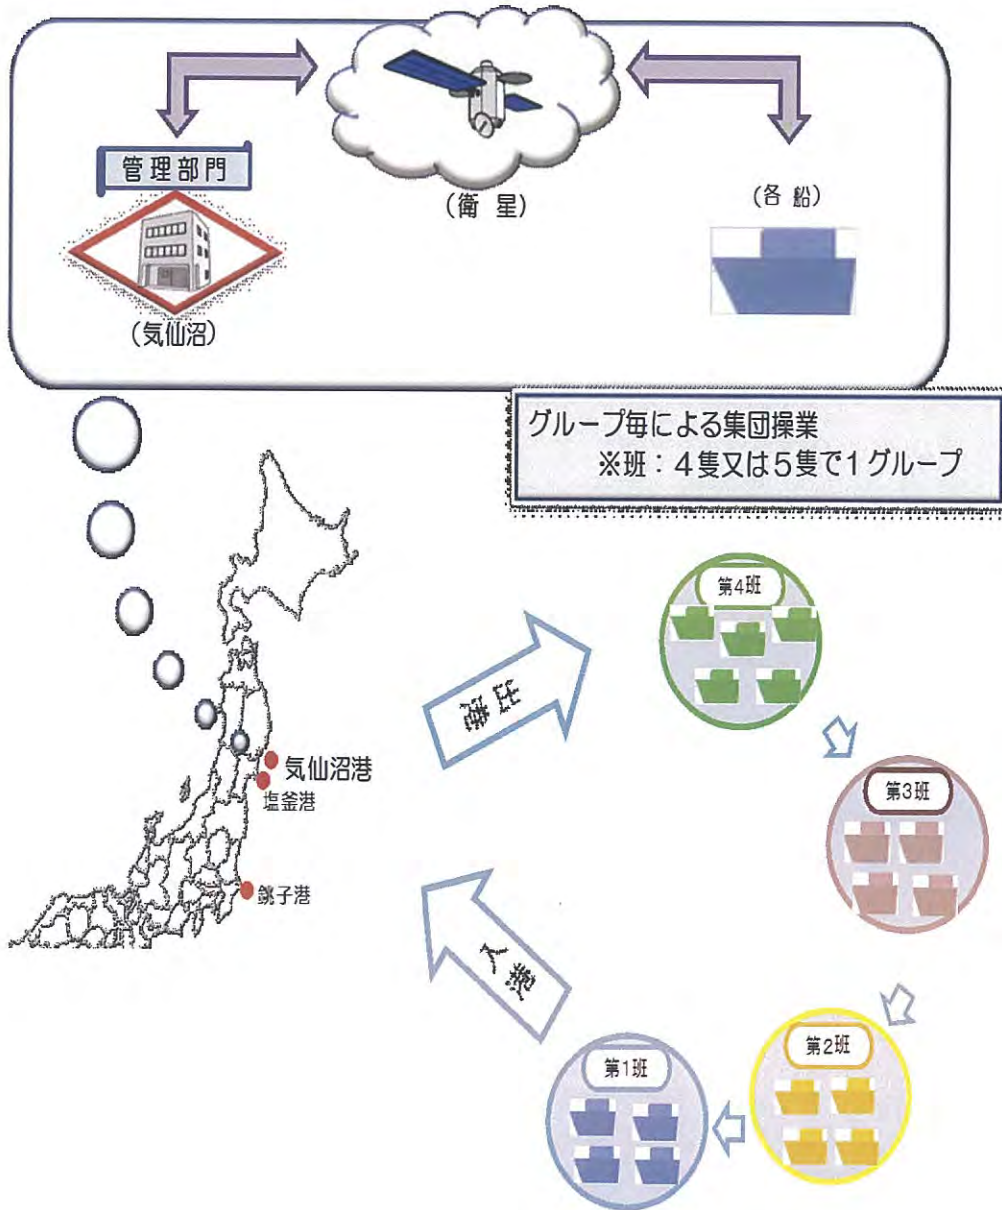 管理部門
(気仙沼)
(衛 星)
(各 船)
グループ毎による集団操業
※班：４隻又は５隻で１グループ
第4班
出港
第3班
気仙沼港
塩釜港
銚子港
入港
第2班
第1班